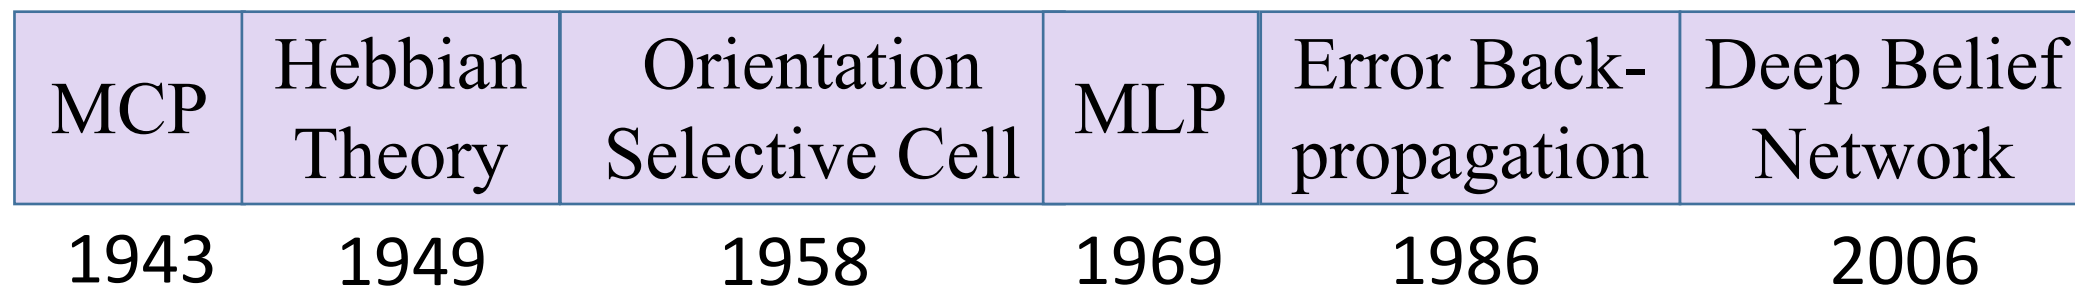 MCP
Hebbian
Theory
Orientation
Selective Cell
MLP
Error Back-
propagation
Deep Belief
Network
1943
1949
1958
1969
1986
2006